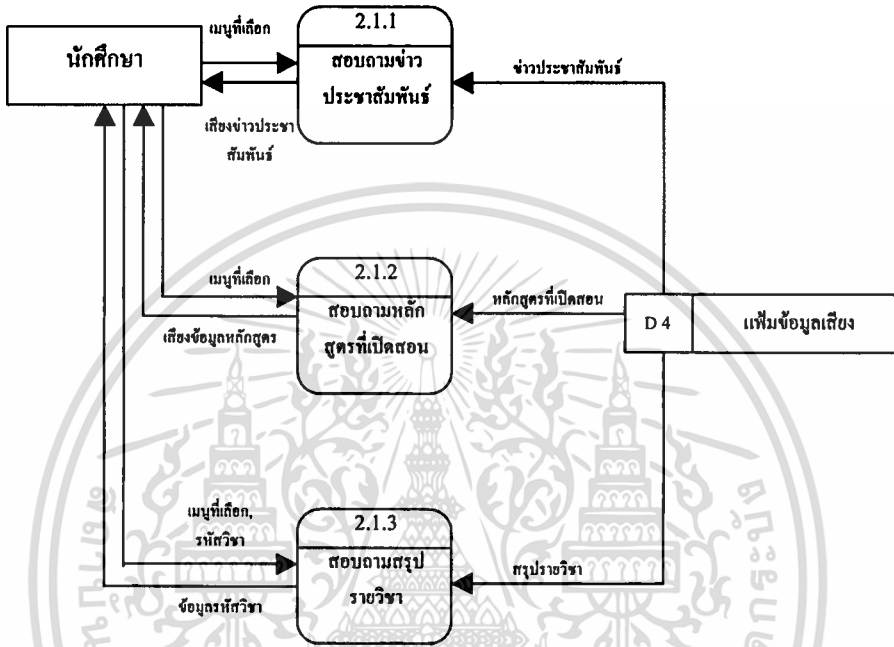 นักศึกษา
เมนูที่เลือก
2.1.1
สอบถามข่าว
ประชาสัมพันธ์
ข่าวประชาสัมพันธ์
เสียงข่าวประชา
สัมพันธ์
เมนูที่เลือก
2.1.2
สอบถามหลัก
สูตรที่เปิดสอน
หลักสูตรที่เปิดสอน
เสียงข้อมูลหลักสูตร
D 4
แฟ้มข้อมูลเสียง
เมนูที่เลือก,
รหัสวิชา
2.1.3
สอบถามสรุป
รายวิชา
สรุปรายวิชา
ข้อมูลรหัสวิชา